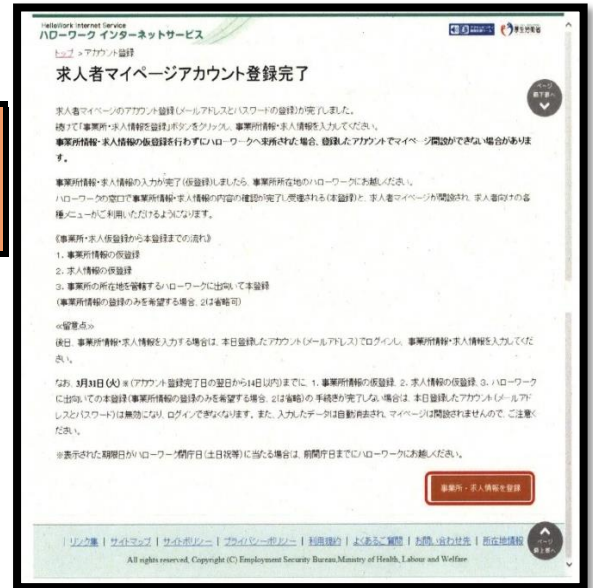 HelloWork Internet Service
ハローワーク インターネットサービス
厚生労働省
トップ > アカウント登録
求人者マイページアカウント登録完了
ページ
最下部へ
求人者マイページのアカウント登録(メールアドレスとパスワードの登録)が完了しました。
続けて「事業所・求人情報を登録」ボタンをクリックし、事業所情報・求人情報を入力してください。
事業所情報・求人情報の仮登録を行わずにハローワークへ来所された場合、登録したアカウントでマイページ開設ができない場合がありま
す。
事業所情報・求人情報の入力が完了(仮登録)しましたら、事業所所在地のハローワークにお越しください。
ハローワークの窓口で事業所情報・求人情報の内容の確認が完了し受理される(本登録)と、求人者マイページが開設され、求人者向けの各
種メニューがご利用いただけるようになります。
《事業所・求人仮登録から本登録までの流れ》
1. 事業所情報の仮登録
2. 求人情報の仮登録
3. 事業所の所在地を管轄するハローワークに出向いて本登録
(事業所情報の登録のみを希望する場合、2は省略可)
≪留意点≫
後日、事業所情報・求人情報を入力する場合は、本日登録したアカウント(メールアドレス)でログインし、事業所情報・求人情報を入力してくだ
さい。
なお、3月31日(火)※(アカウント登録完了日の翌日から14日以内)までに、1. 事業所情報の仮登録、2. 求人情報の仮登録、3. ハローワーク
に出向いての本登録(事業所情報の登録のみを希望する場合、2は省略)の手続きが完了しない場合は、本日登録したアカウント(メールアド
レスとパスワード)は無効になり、ログインできなくなります。また、入力したデータは自動消去され、マイページは開設されませんので、ご注意く
ださい。
※表示された期限日がハローワーク閉庁日(土日祝等)に当たる場合は、前開庁日までにハローワークにお越しください。
事業所・求人情報を登録
リンク集 | サイトマップ | サイトポリシー | プライバシーポリシー | 利用規約 | よくあるご質問 | お問い合わせ先 | 所在地情報
ページ
最上部へ
All rights reserved, Copyright (C) Employment Security Bureau,Ministry of Health, Labour and Welfare